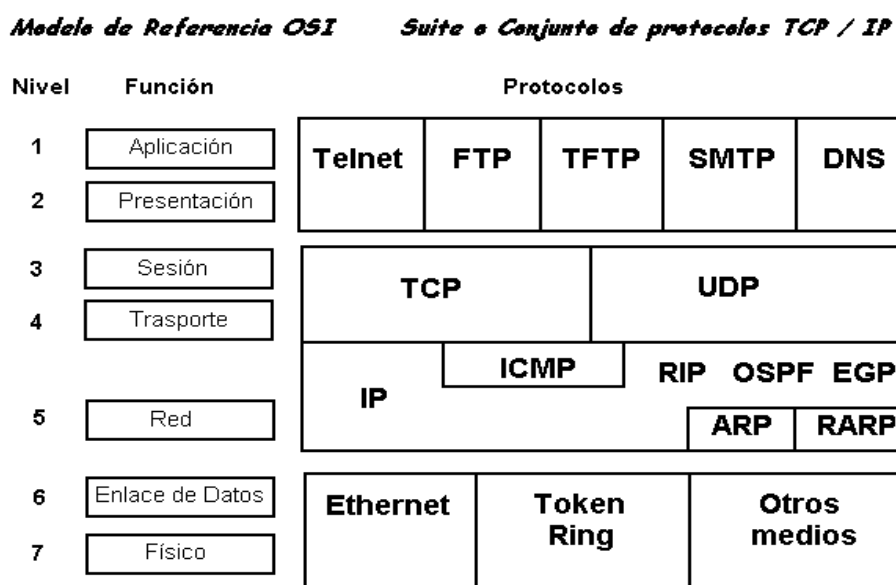 Modelo de Referencia OSI Suite o Conjunto de protocolos TCP / IP
Nivel Función Protocolos
1 Aplicación Telnet FTP TFTP SMTP DNS
2 Presentación
3 Sesión TCP UDP
4 Trasporte
ICMP RIP OSPF EGP
IP
5 Red ARP RARP
6 Enlace de Datos Ethernet Token Otros
Ring medios
7 Físico